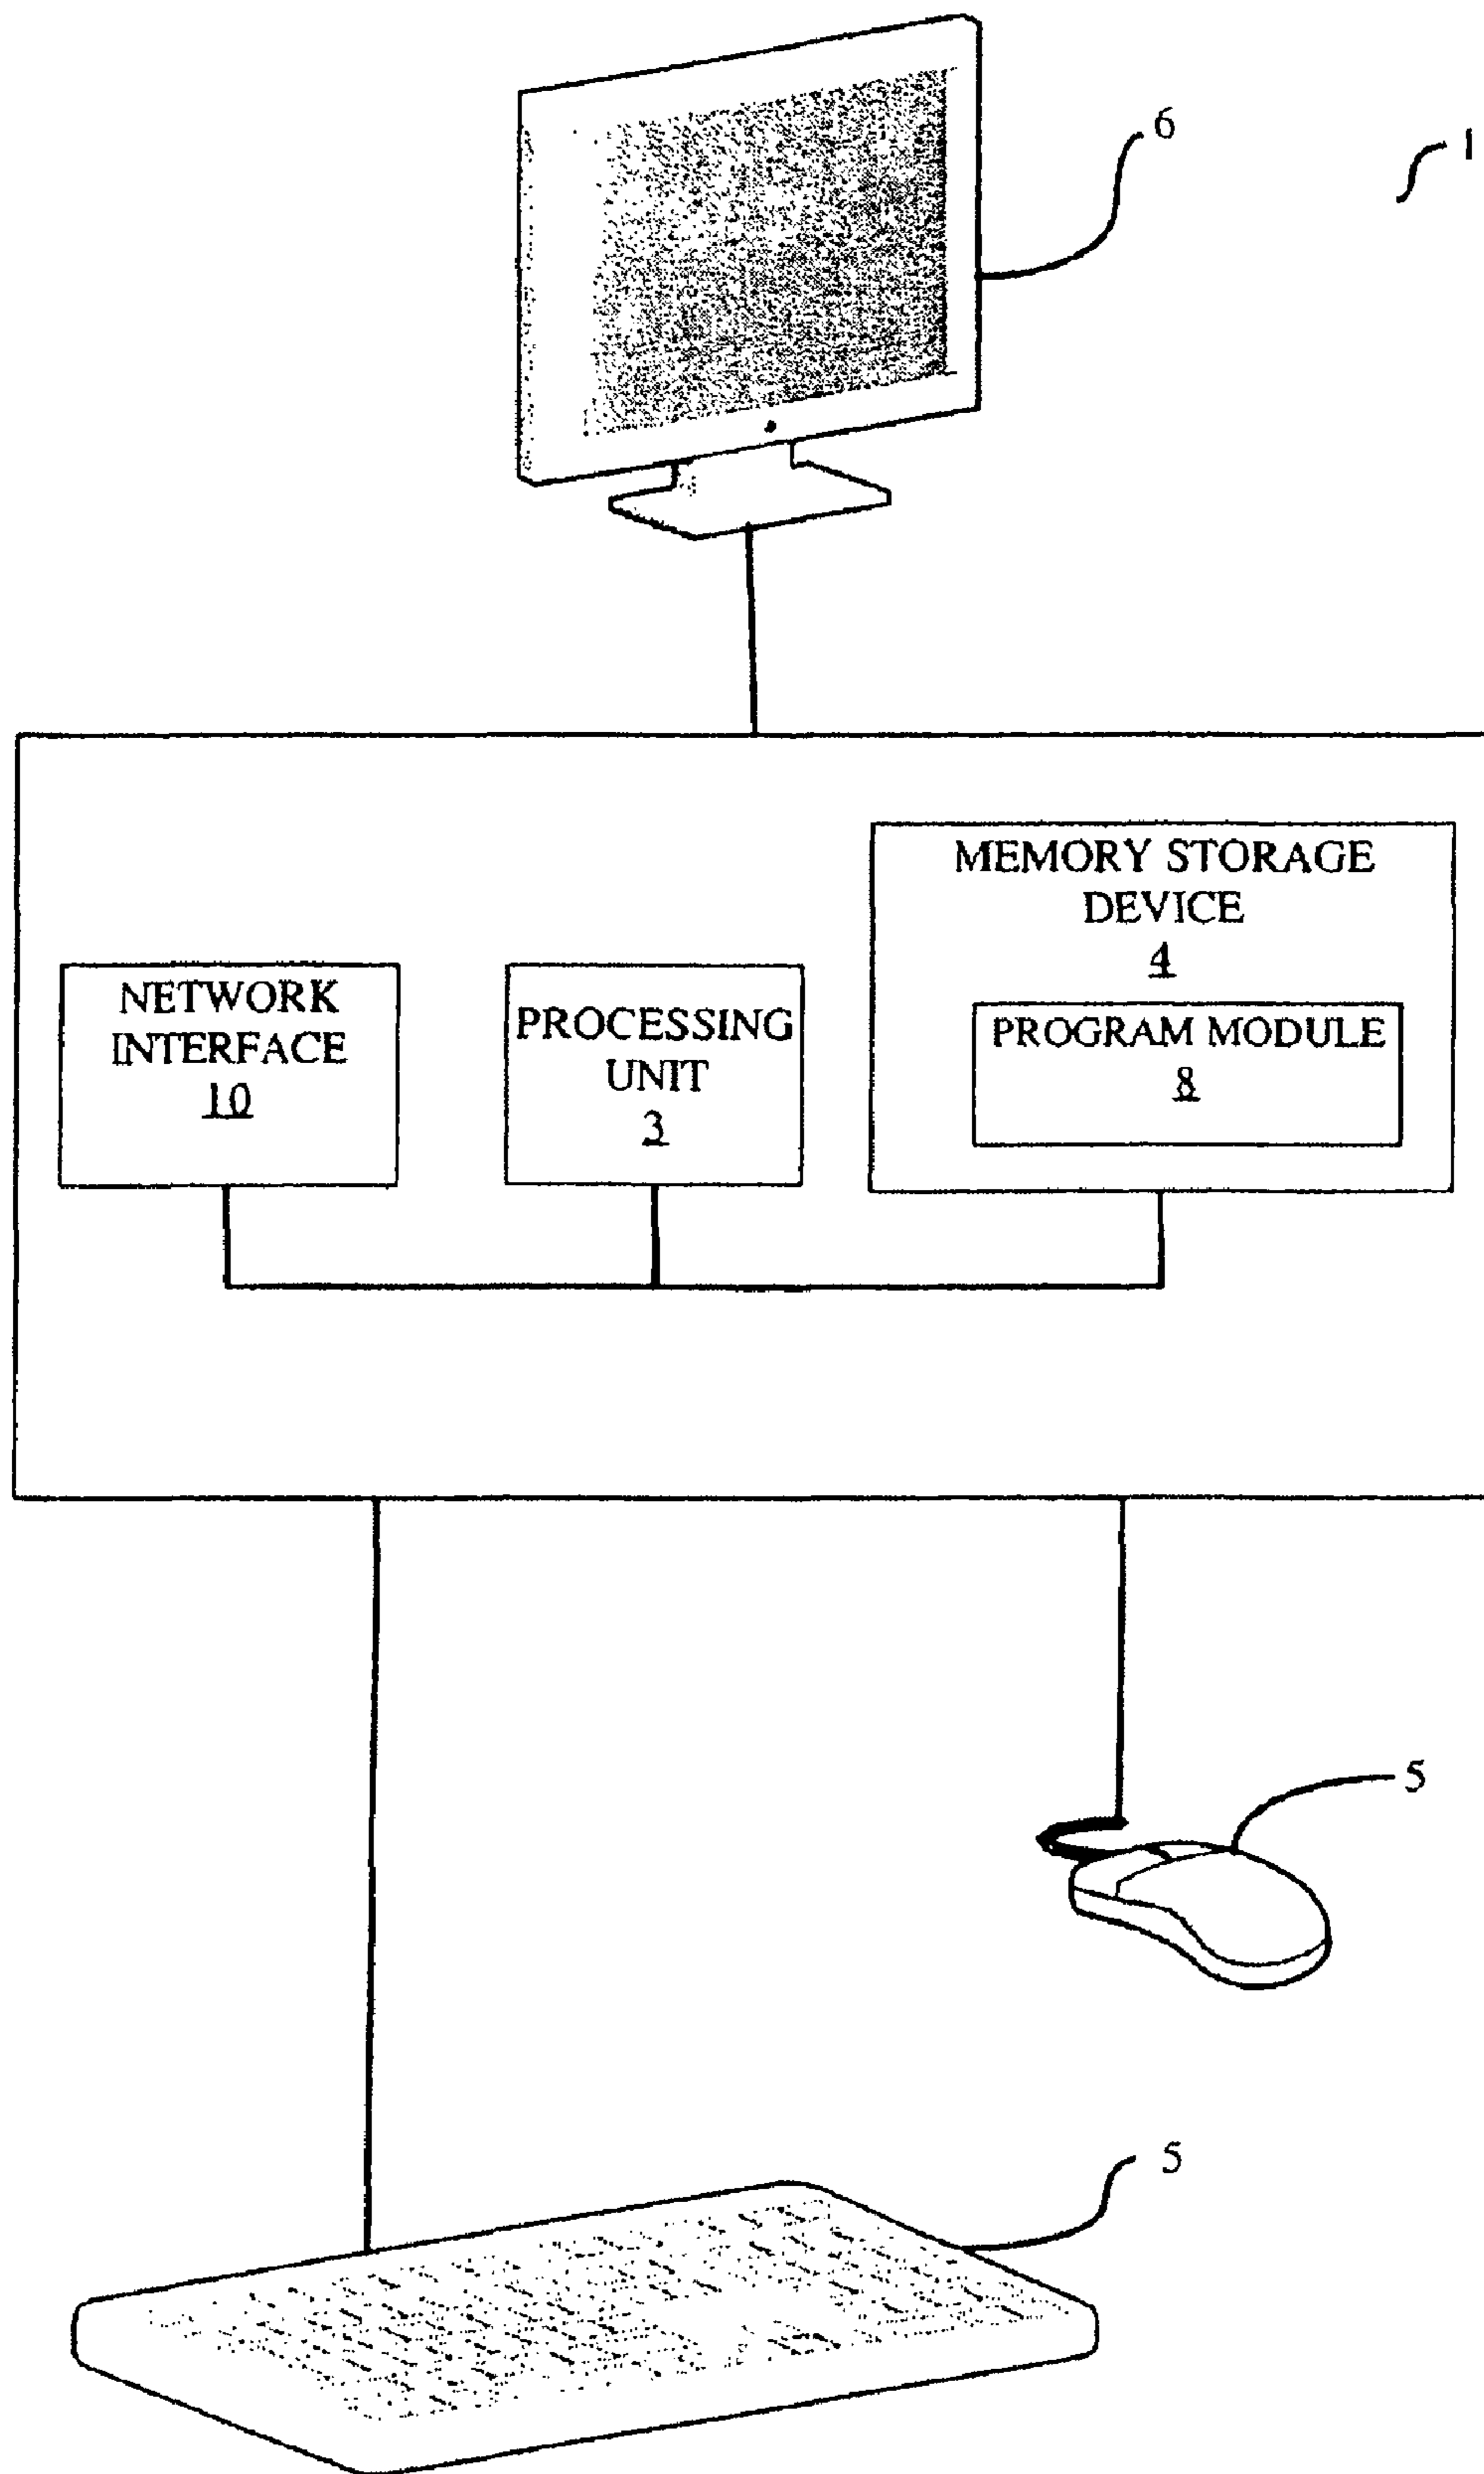 6
1
MEMORY STORAGE
DEVICE
4
NETWORK
INTERFACE
10
PROCESSING
UNIT
3
PROGRAM MODULE
8
5
5